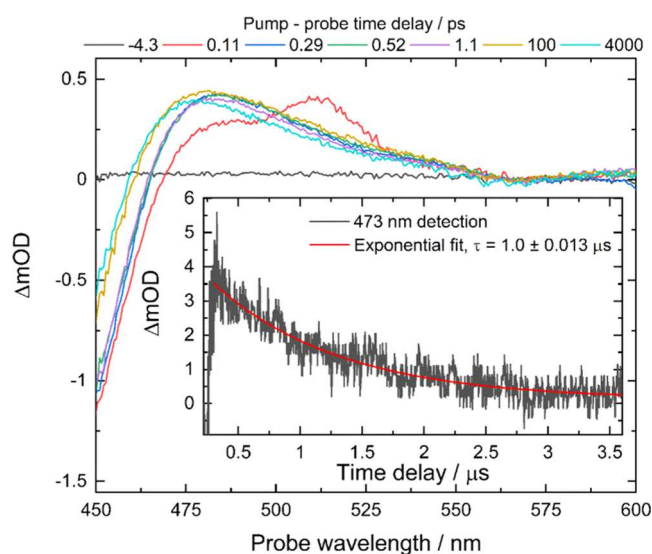 Pump - probe time delay / ps
-4.3 0.11 0.29 0.52 1.1 100 4000
0.5
0
-0.5
-1
-1.5
ΔmOD
450 475 500 525 550 575 600
Probe wavelength / nm
473 nm detection
Exponential fit, τ = 1.0 ± 0.013 μs
6
5
4
3
2
1
0
ΔmOD
0.5 1 1.5 2 2.5 3 3.5
Time delay / μs